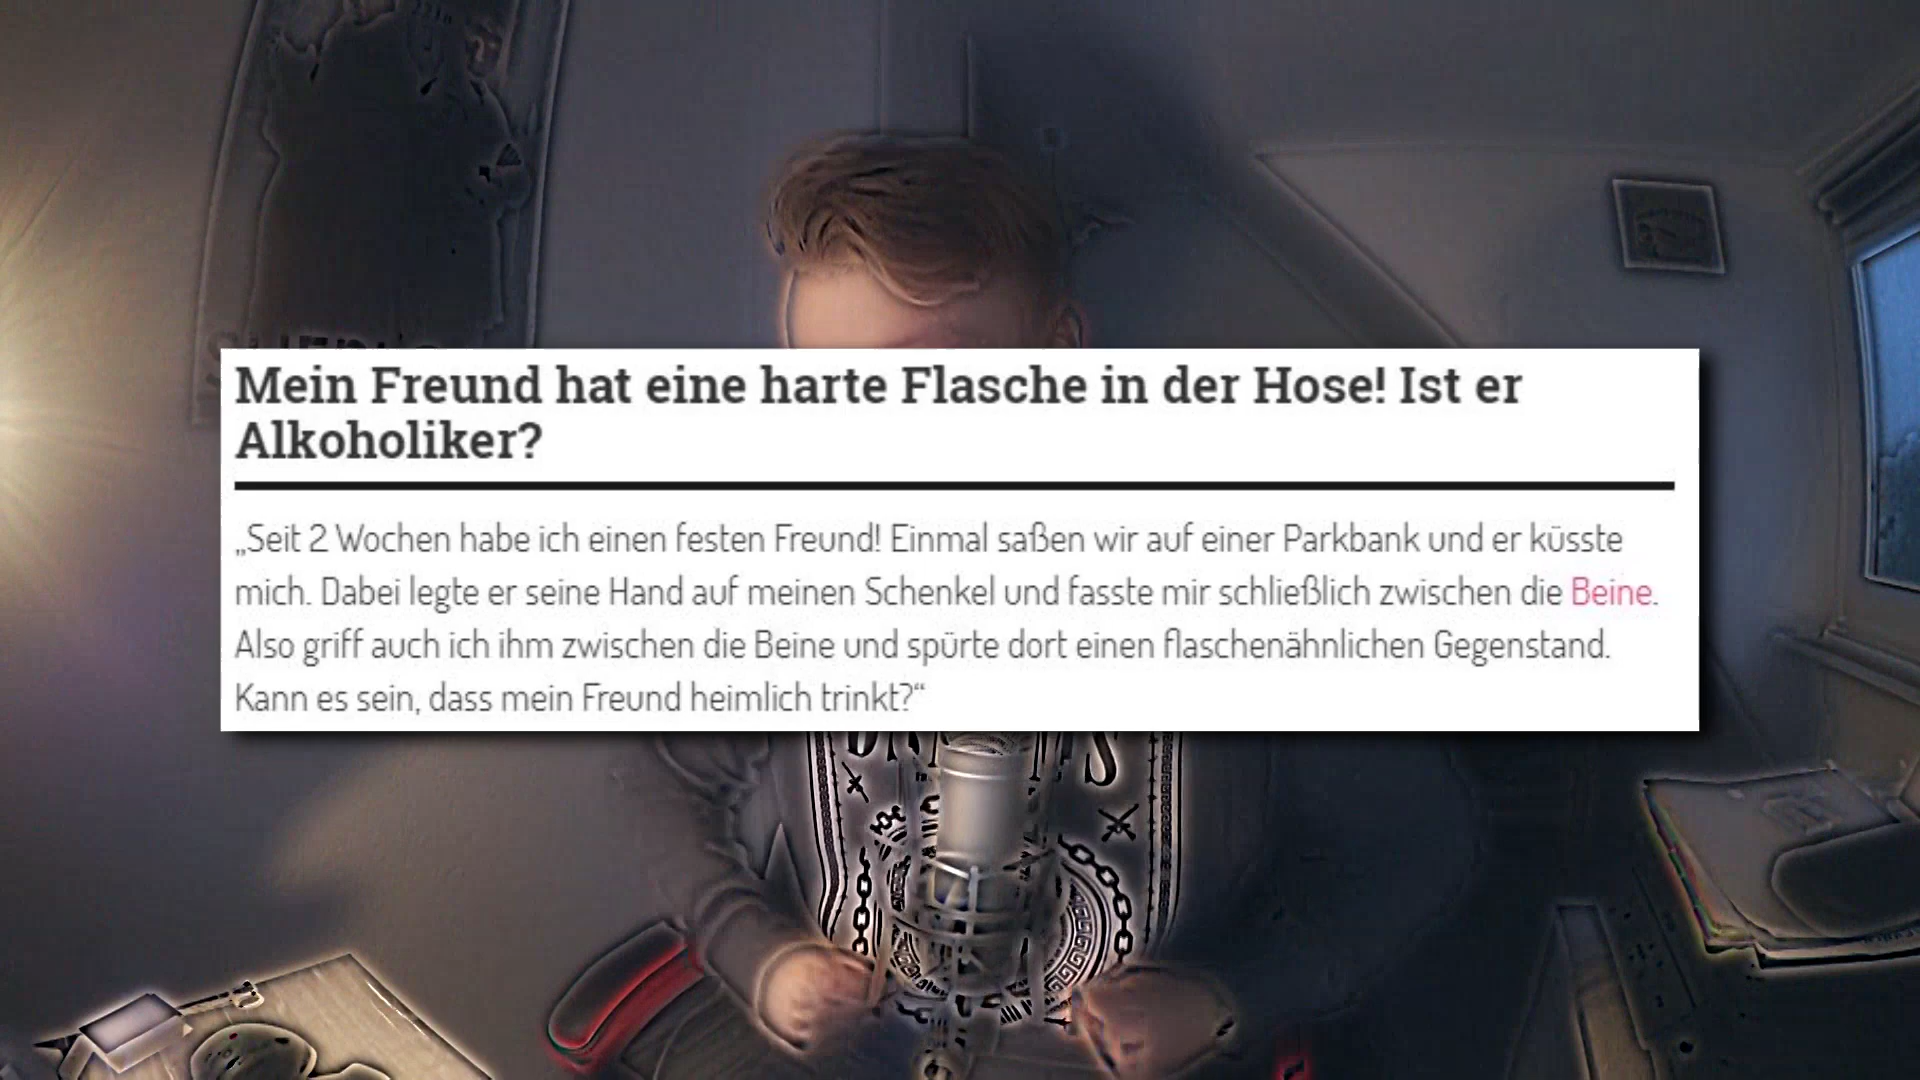 Mein Freund hat eine harte Flasche in der Hose! Ist er
Alkoholiker?
„Seit 2 Wochen habe ich einen festen Freund! Einmal saßen wir auf einer Parkbank und er küsste
mich. Dabei legte er seine Hand auf meinen Schenkel und fasste mir schließlich zwischen die Beine.
Also griff auch ich ihm zwischen die Beine und spürte dort einen flaschenähnlichen Gegenstand.
Kann es sein, dass mein Freund heimlich trinkt?“